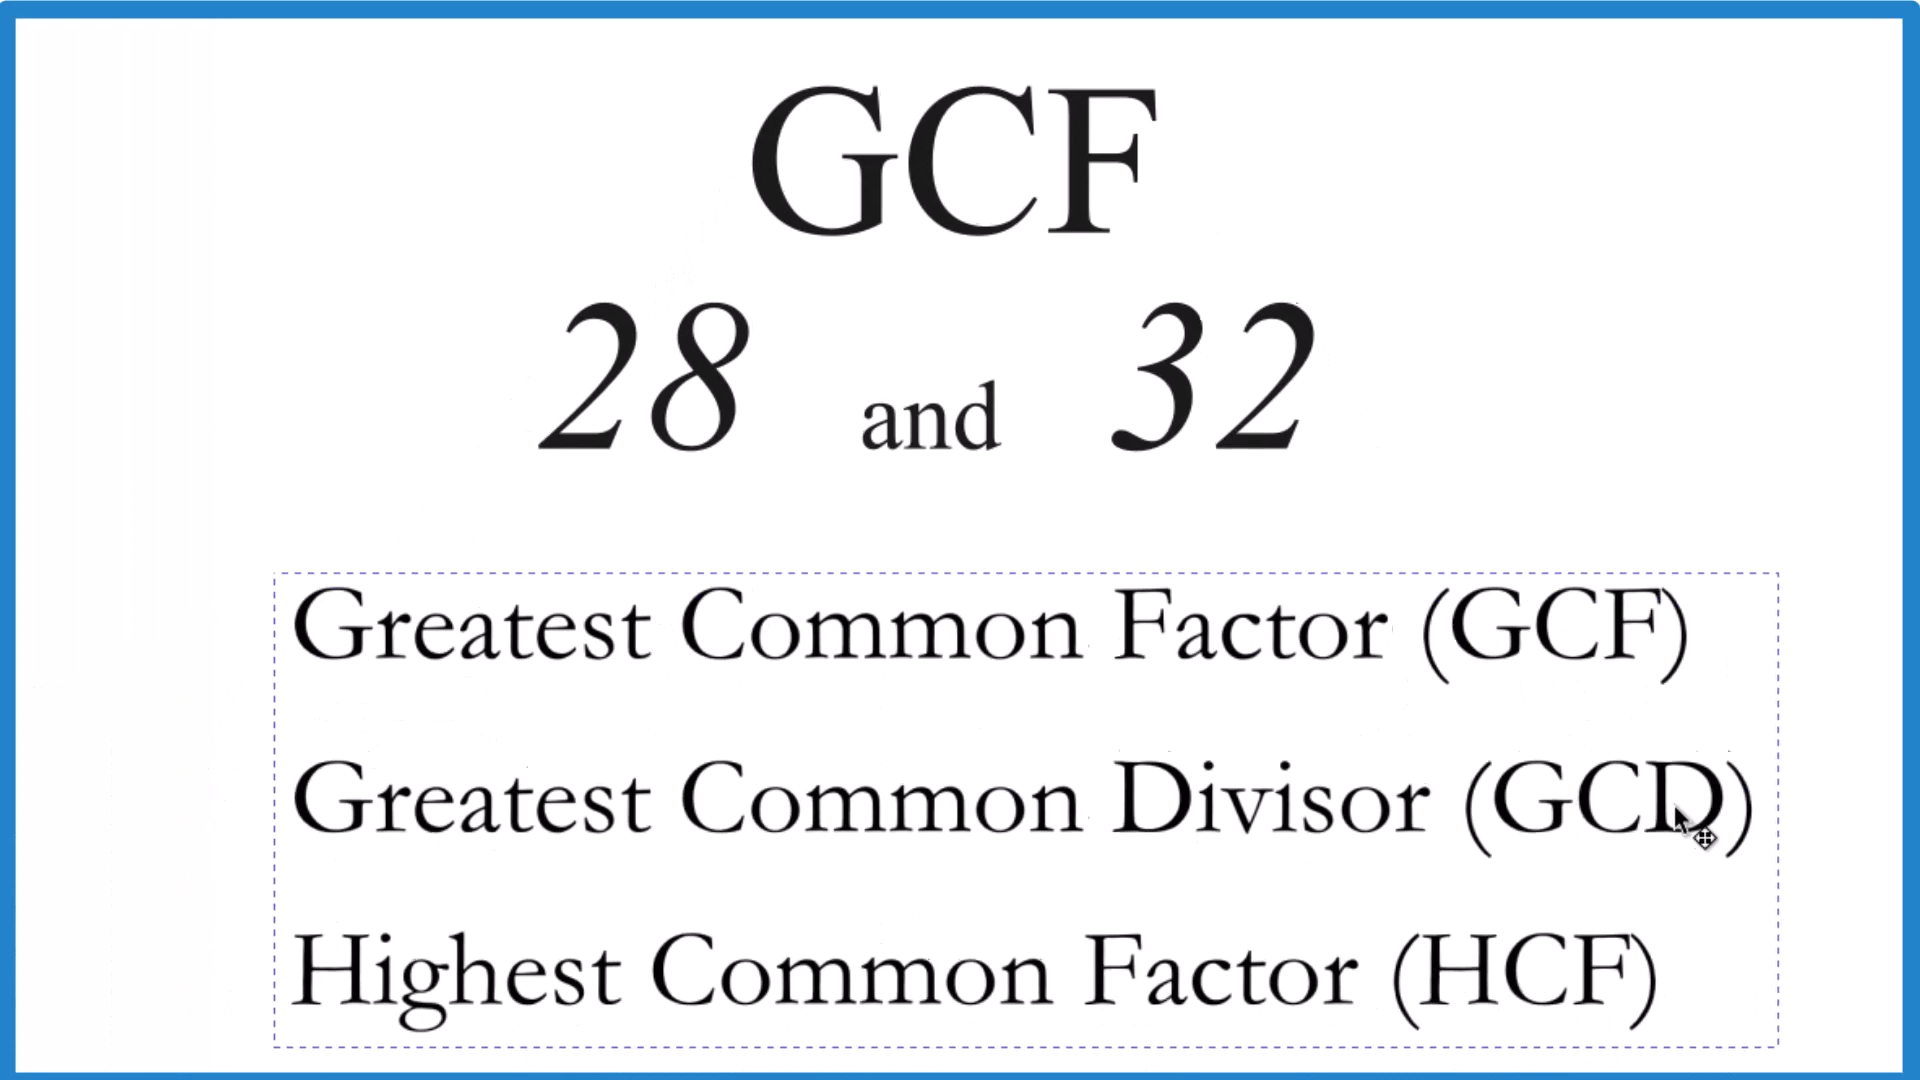 GCF
28 and 32
Greatest Common Factor (GCF)
Greatest Common Divisor (GCD)
Highest Common Factor (HCF)